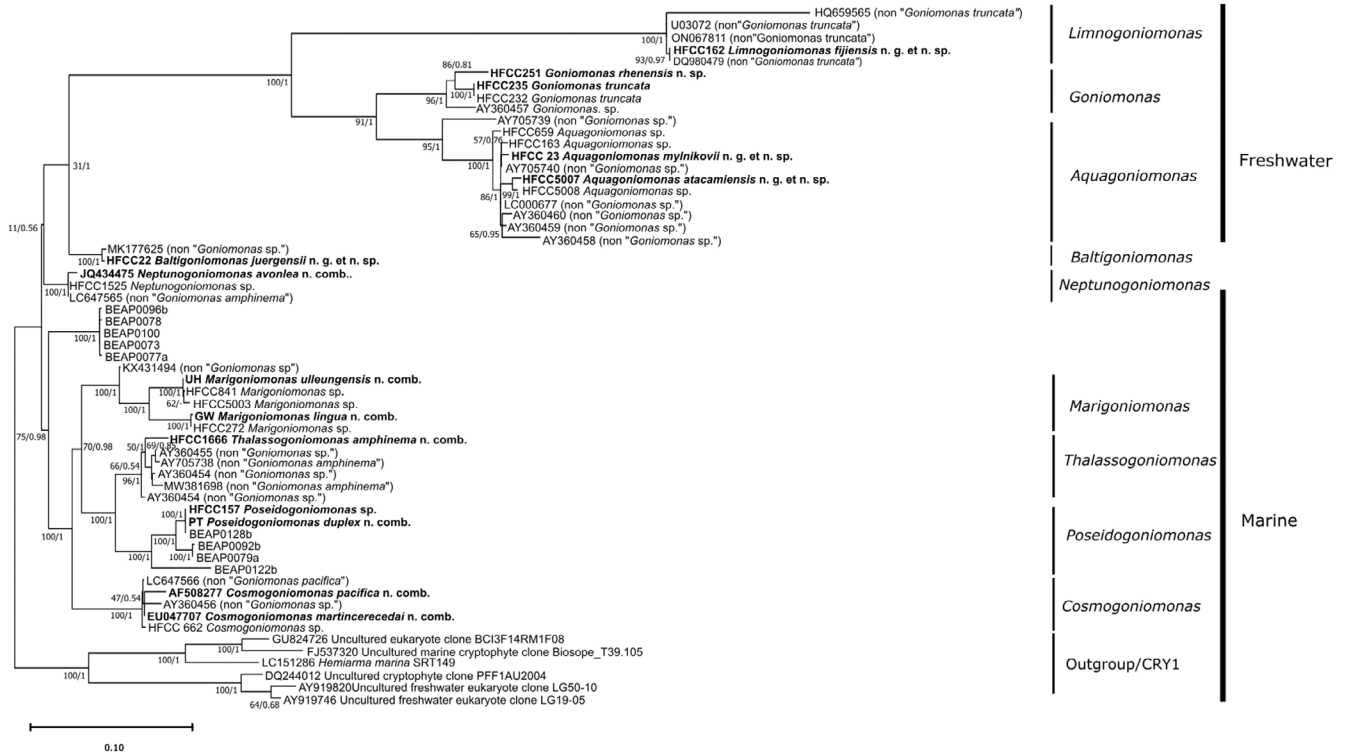 HQ659565 (non "Goniomonas truncata")
U03072 (non"Goniomonas truncata")
ON067811 (non"Goniomonas truncata)
100/1
HFCC162 Limnogoniomonas fijiensis n. g. et n. sp.
93/0.97
DQ980479 (non "Goniomonas truncata")
Limnogoniomonas
100/1
86/0.81
HFCC251 Goniomonas rhenensis n. sp.
HFCC235 Goniomonas truncata
100/1
HFCC232 Goniomonas truncata
96/1
AY360457 Goniomonas. sp.
Goniomonas
91/1
AY705739 (non "Goniomonas sp.")
HFCC659 Aquagoniomonas sp.
57/0.76
HFCC163 Aquagoniomonas sp.
95/1
HFCC 23 Aquagoniomonas mylnikovii n. g. et n. sp.
100/1
AY705740 (non "Goniomonas sp.")
HFCC5007 Aquagoniomonas atacamiensis n. g. et n. sp.
86/1
99/1
HFCC5008 Aquagoniomonas sp.
LC000677 (non "Goniomonas sp.")
AY360460 (non "Goniomonas sp.")
AY360459 (non "Goniomonas sp.")
65/0.95
AY360458 (non "Goniomonas sp.")
Aquagoniomonas
Freshwater
31/1
11/0.56
MK177625 (non "Goniomonas sp.")
100/1
HFCC22 Baltigoniomonas juergensii n. g. et n. sp.
Baltigoniomonas
JQ434475 Neptunogoniomonas avonlea n. comb..
HFCC1525 Neptunogoniomonas sp.
100/1
LC647565 (non "Goniomonas amphinema")
Neptunogoniomonas
BEAP0096b
BEAP0078
BEAP0100
100/1
BEAP0073
BEAP0077a
KX431494 (non "Goniomonas sp")
100/1
UH Marigoniomonas ulleungensis n. comb.
100/1
HFCC841 Marigoniomonas sp.
62/-
HFCC5003 Marigoniomonas sp.
100/1
GW Marigoniomonas lingua n. comb.
100/1
HFCC272 Marigoniomonas sp.
Marigoniomonas
75/0.98
70/0.98
HFCC1666 Thalassogoniomonas amphinema n. comb.
50/1
69/0.85
AY360455 (non "Goniomonas sp.")
AY705738 (non "Goniomonas amphinema")
66/0.54
AY360454 (non "Goniomonas sp.")
96/1
MW381698 (non "Goniomonas amphinema")
AY360454 (non "Goniomonas sp.")
Thalassogoniomonas
100/1
HFCC157 Poseidogoniomonas sp.
100/1
PT Poseidogoniomonas duplex n. comb.
BEAP0128b
100/1
BEAP0092b
100/1
100/1
BEAP0079a
BEAP0122b
Poseidogoniomonas
Marine
100/1
LC647566 (non "Goniomonas pacifica")
AF508277 Cosmogoniomonas pacifica n. comb.
47/0.54
AY360456 (non "Goniomonas sp.")
100/1
EU047707 Cosmogoniomonas martincerecedai n. comb.
HFCC 662 Cosmogoniomonas sp.
Cosmogoniomonas
GU824726 Uncultured eukaryote clone BCI3F14RM1F08
100/1
FJ537320 Uncultured marine cryptophyte clone Biosope_T39.105
100/1
LC151286 Hemiarma marina SRT149
100/1
DQ244012 Uncultured cryptophyte clone PFF1AU2004
100/1
AY919820Uncultured freshwater eukaryote clone LG50-10
64/0.68
AY919746 Uncultured freshwater eukaryote clone LG19-05
Outgroup/CRY1
0.10